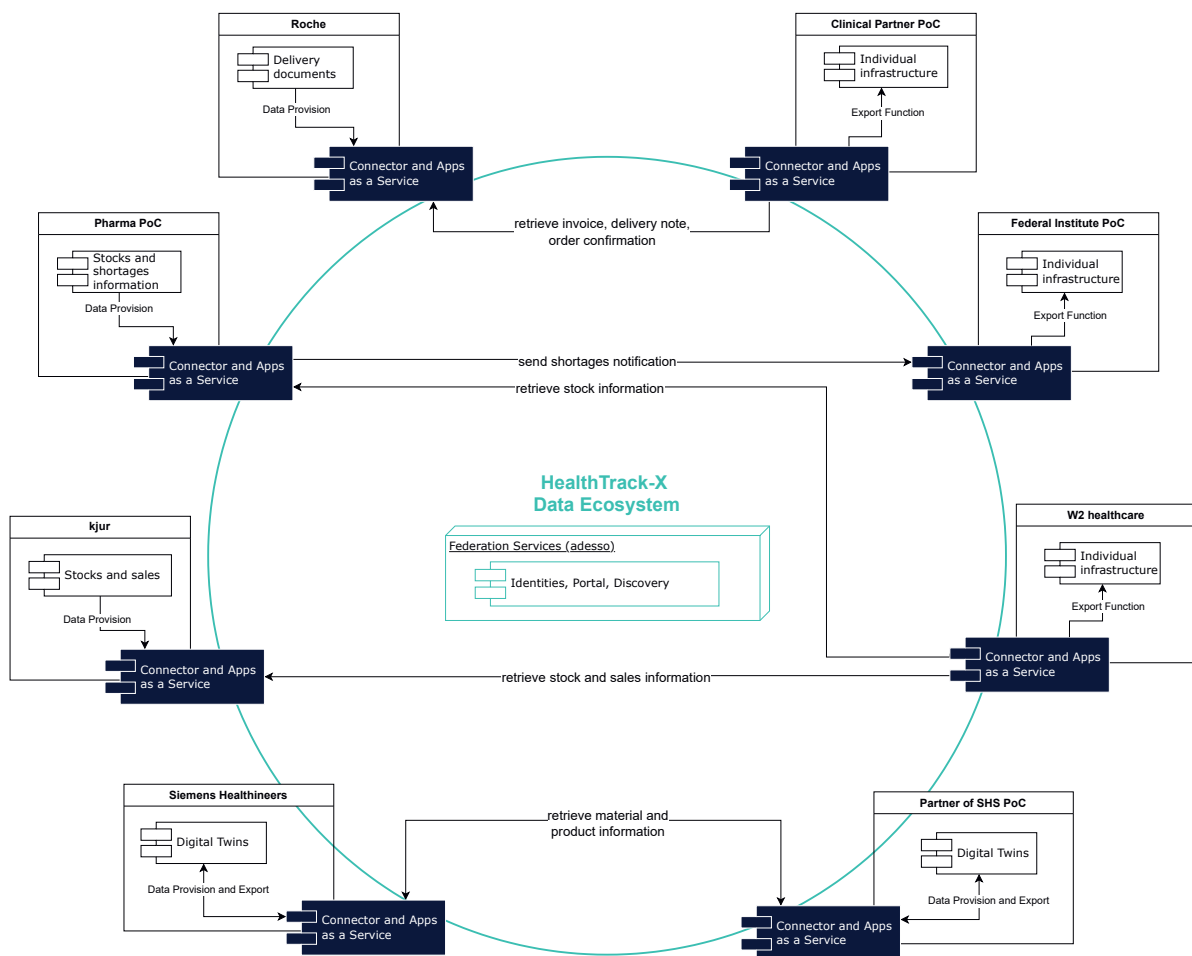 Roche
Delivery
documents
Data Provision
Connector and Apps
as a Service
Clinical Partner PoC
Individual
infrastructure
Export Function
Connector and Apps
as a Service
retrieve invoice, delivery note,
order confirmation
Pharma PoC
Stocks and
shortages
information
Data Provision
Connector and Apps
as a Service
Federal Institute PoC
Individual
infrastructure
Export Function
Connector and Apps
as a Service
send shortages notification
retrieve stock information
HealthTrack-X
Data Ecosystem
Federation Services (adesso)
Identities, Portal, Discovery
kjur
Stocks and sales
Data Provision
Connector and Apps
as a Service
W2 healthcare
Individual
infrastructure
Export Function
Connector and Apps
as a Service
retrieve stock and sales information
Siemens Healthineers
Digital Twins
Data Provision and Export
Connector and Apps
as a Service
retrieve material and
product information
Partner of SHS PoC
Digital Twins
Data Provision and Export
Connector and Apps
as a Service